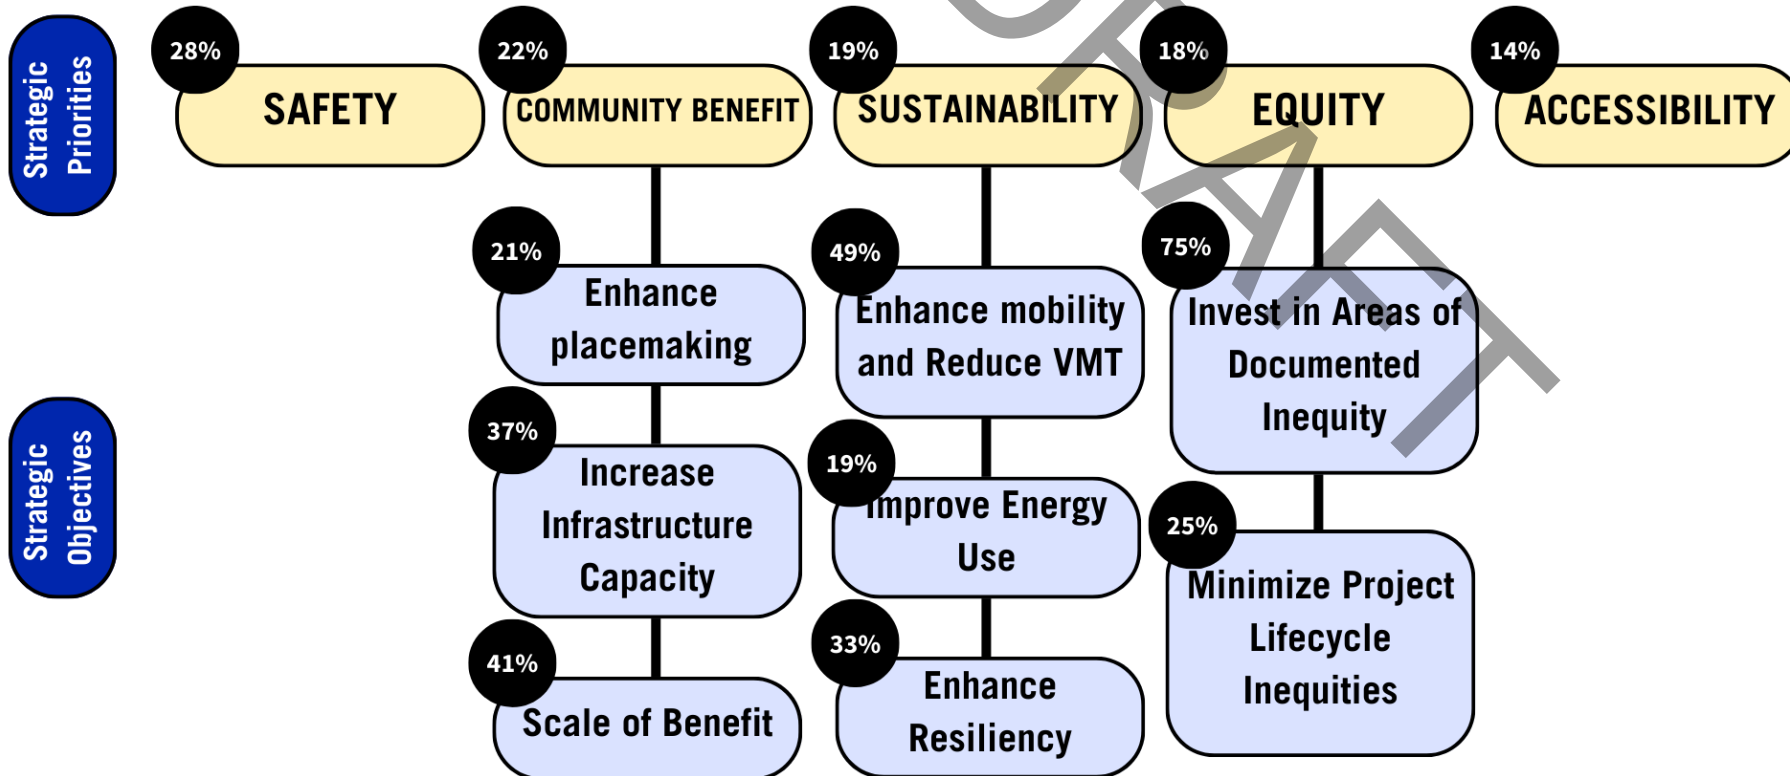 Strategic
Priorities
28%
SAFETY
22%
COMMUNITY BENEFIT
19%
SUSTAINABILITY
18%
EQUITY
14%
ACCESSIBILITY
Strategic
Objectives
21%
Enhance
placemaking
37%
Increase
Infrastructure
Capacity
41%
Scale of Benefit
49%
Enhance mobility
and Reduce VMT
19%
Improve Energy
Use
33%
Enhance
Resiliency
75%
Invest in Areas of
Documented
Inequity
25%
Minimize Project
Lifecycle
Inequities
DRAFT